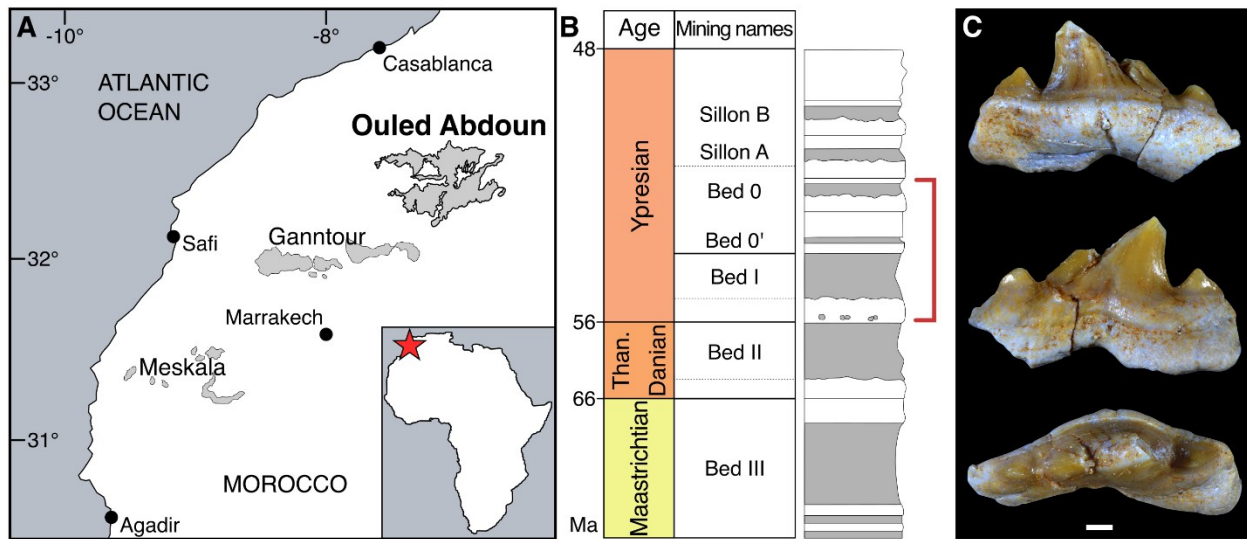 A
-10°
-8°
33°
32°
31°
ATLANTIC
OCEAN
Casablanca
Ouled Abdoun
Safi
Ganntour
Marrakech
Meskala
MOROCCO
Agadir
B
Age
Mining names
48
56
66
Ma
Ypresian
Than.
Danian
Maastrichtian
Sillon B
Sillon A
Bed 0
Bed 0'
Bed I
Bed II
Bed III
C